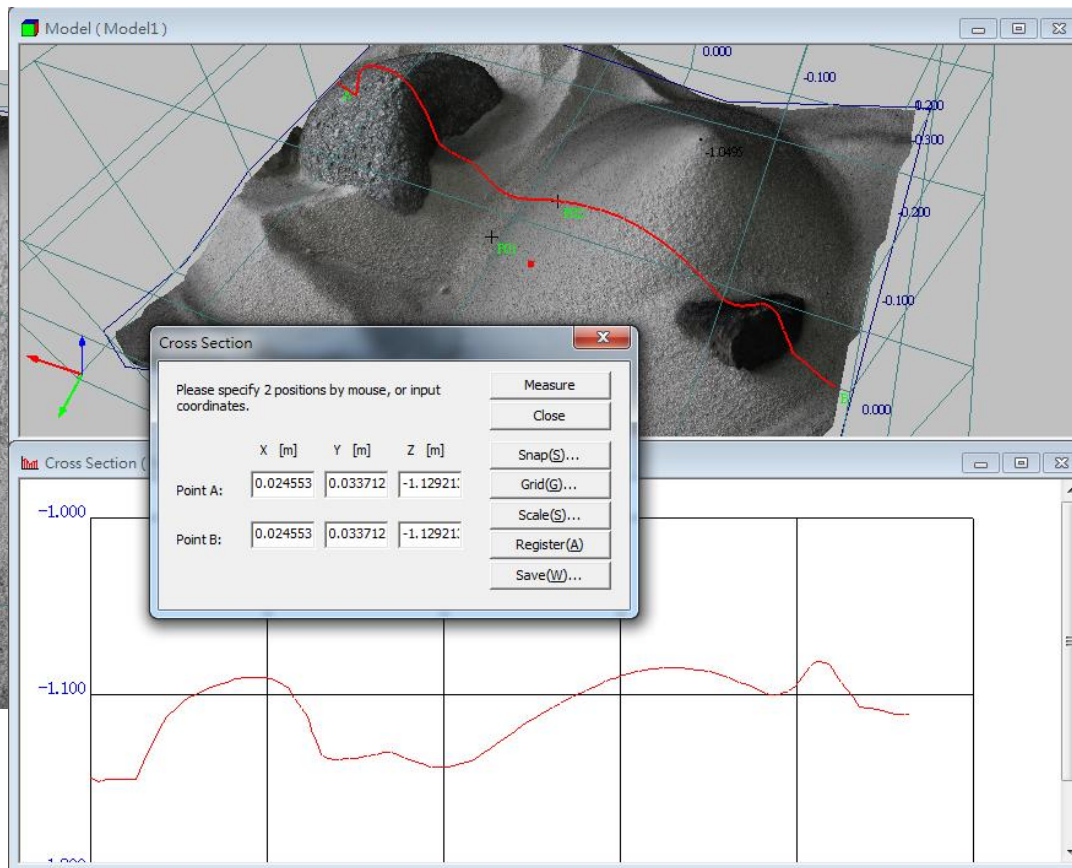 Model ( Model1 )
0.000
-0.100
0.200
-0.300
-1.0495
-0.200
-0.100
0.000
A
B
Cross Section
Please specify 2 positions by mouse, or input
coordinates.
X [m] Y [m] Z [m]
Point A: 0.024553 0.033712 -1.12921
Point B: 0.024553 0.033712 -1.12921
Measure
Close
Snap(S)...
Grid(G)...
Scale(S)...
Register(A)
Save(W)...
Cross Section (
-1.000
-1.100